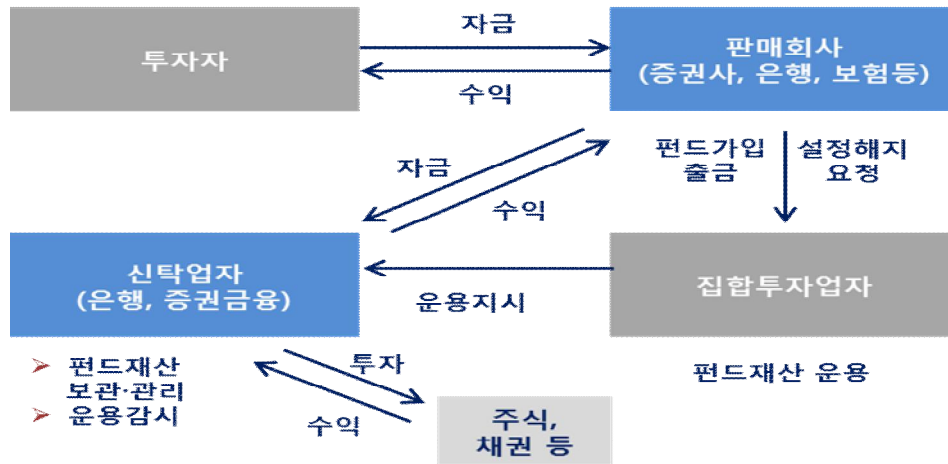 자금
투자자
판매회사
(증권사, 은행, 보험등)
수익
자금
펀드가입
출금
설정해지
요청
수익
신탁업자
(은행, 증권금융)
운용지시
집합투자업자
➢ 펀드재산
보관·관리
➢ 운용감시
투자
수익
주식,
채권 등
펀드재산 운용